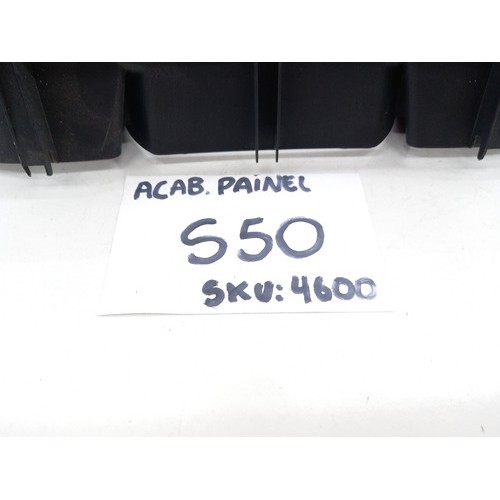 ACAB. PAINEL
S50
SKU: 4600